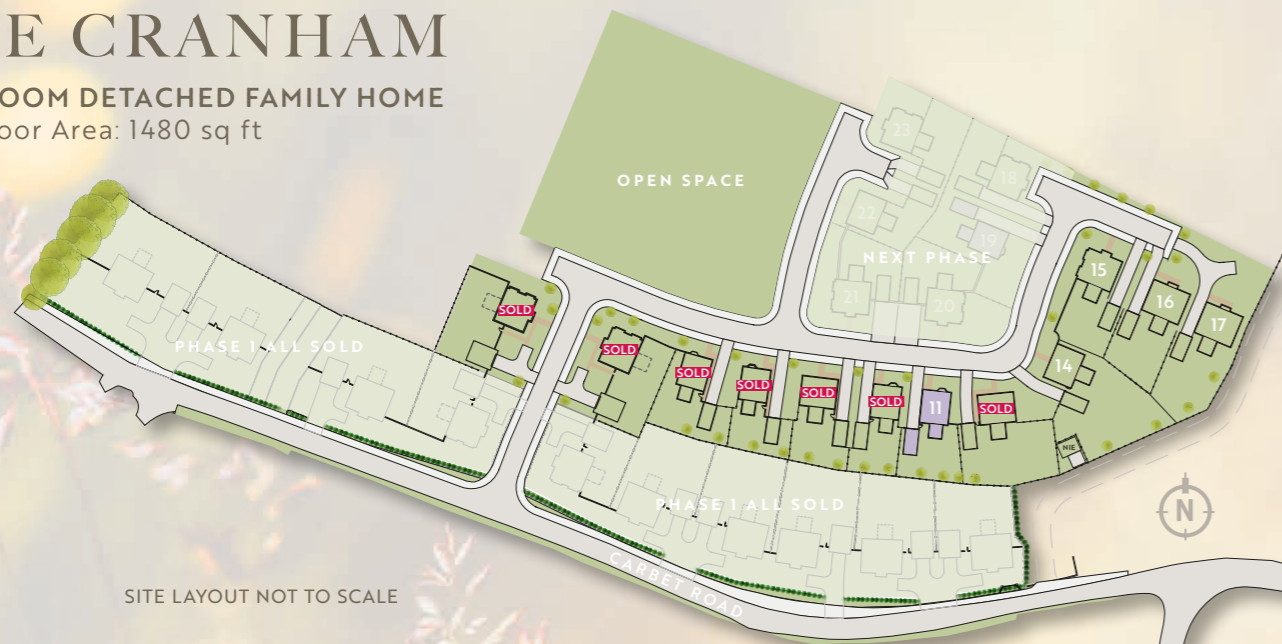 E CRANHAM
OOM DETACHED FAMILY HOME
oor Area: 1480 sq ft
OPEN SPACE
23
18
22
19
NEXT PHASE
21
20
15
16
17
14
SOLD
SOLD
SOLD
SOLD
SOLD
SOLD
11
SOLD
NIE
PHASE 1 ALL SOLD
PHASE 1 ALL SOLD
N
CARBET ROAD
SITE LAYOUT NOT TO SCALE